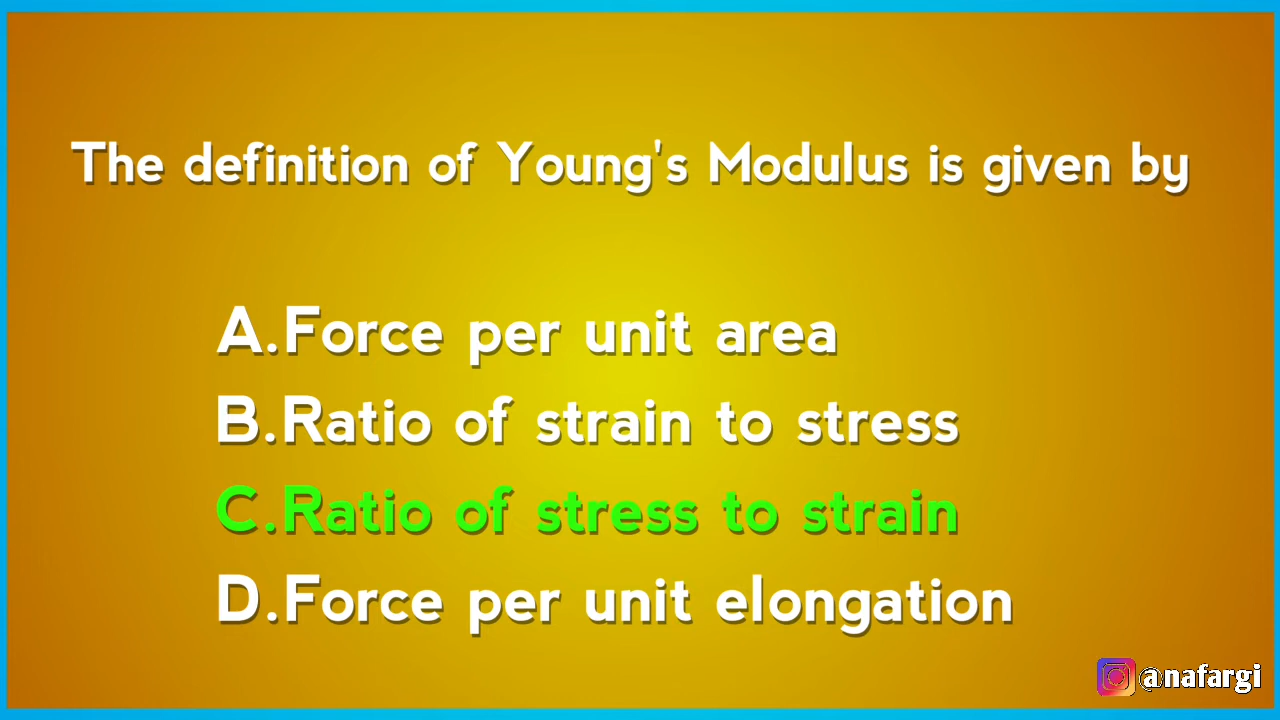 The definition of Young's Modulus is given by
A.Force per unit area
B.Ratio of strain to stress
C.Ratio of stress to strain
D.Force per unit elongation
@nafargi